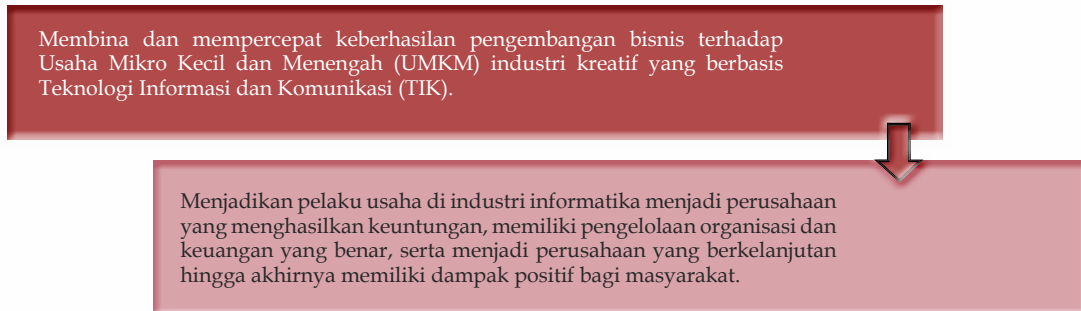 Membina dan mempercepat keberhasilan pengembangan bisnis terhadap
Usaha Mikro Kecil dan Menengah (UMKM) industri kreatif yang berbasis
Teknologi Informasi dan Komunikasi (TIK).
Menjadikan pelaku usaha di industri informatika menjadi perusahaan
yang menghasilkan keuntungan, memiliki pengelolaan organisasi dan
keuangan yang benar, serta menjadi perusahaan yang berkelanjutan
hingga akhirnya memiliki dampak positif bagi masyarakat.